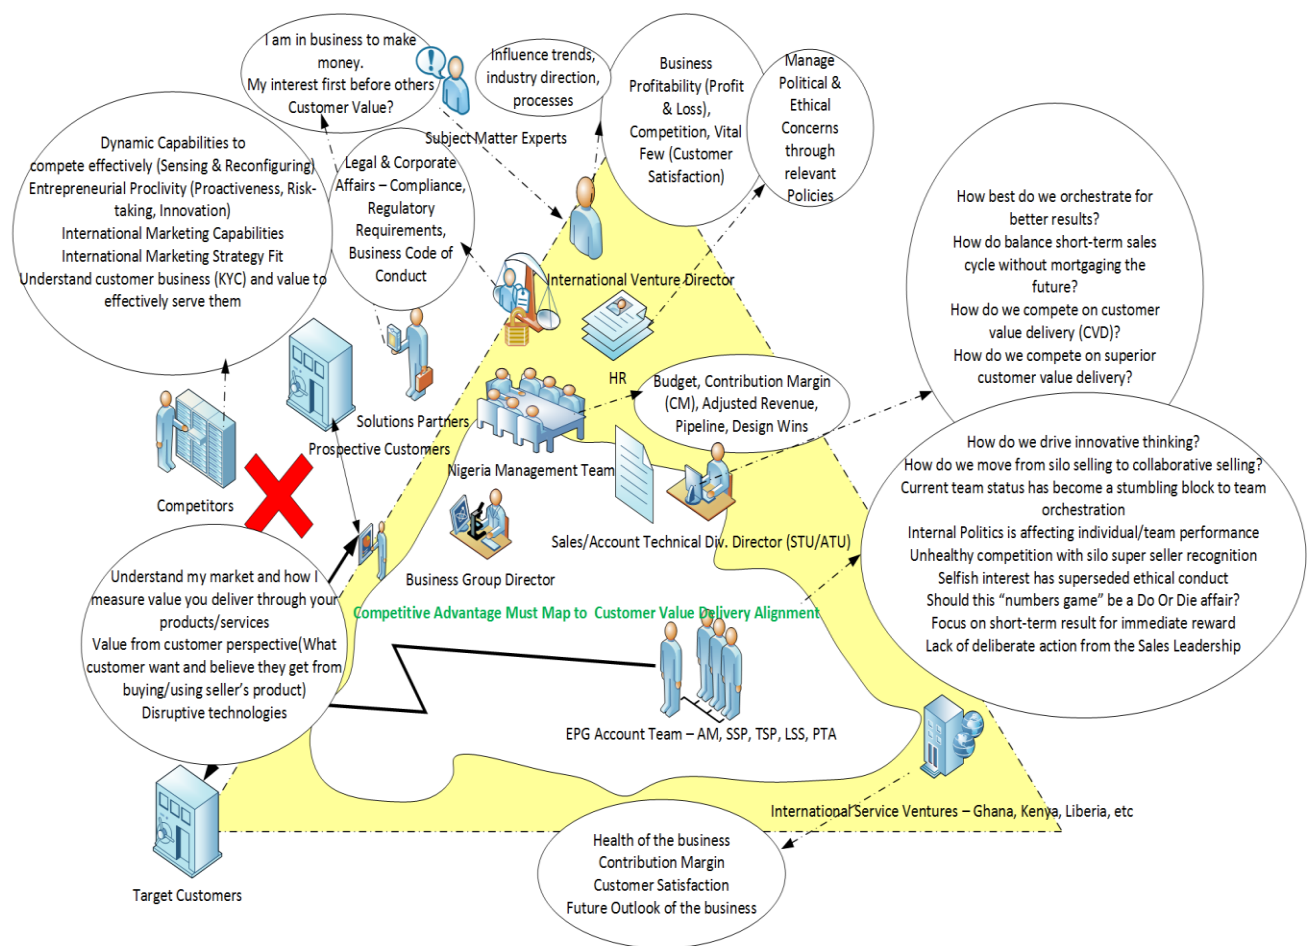 I am in business to make
money.
My interest first before others
Customer Value?
Influence trends,
industry direction,
processes
Business
Profitability (Profit
& Loss),
Competition, Vital
Few (Customer
Satisfaction)
Manage
Political &
Ethical
Concerns
through
relevant
Policies
Subject Matter Experts
Dynamic Capabilities to
compete effectively (Sensing & Reconfiguring)
Entrepreneurial Proclivity (Proactiveness, Risk-
taking, Innovation)
International Marketing Capabilities
International Marketing Strategy Fit
Understand customer business (KYC) and value to
effectively serve them
Legal & Corporate
Affairs – Compliance,
Regulatory
Requirements,
Business Code of
Conduct
How best do we orchestrate for
better results?
How do balance short-term sales
cycle without mortgaging the
future?
How do we compete on customer
value delivery (CVD)?
How do we compete on superior
customer value delivery?
International Venture Director
HR
Budget, Contribution Margin
(CM), Adjusted Revenue,
Pipeline, Design Wins
Solutions Partners
Prospective Customers
Nigeria Management Team
Competitors
How do we drive innovative thinking?
How do we move from silo selling to collaborative selling?
Current team status has become a stumbling block to team
orchestration
Internal Politics is affecting individual/team performance
Unhealthy competition with silo super seller recognition
Selfish interest has superseded ethical conduct
Should this “numbers game” be a Do Or Die affair?
Focus on short-term result for immediate reward
Lack of deliberate action from the Sales Leadership
Sales/Account Technical Div. Director (STU/ATU)
Business Group Director
Understand my market and how I
measure value you deliver through your
products/services
Value from customer perspective(What
customer want and believe they get from
buying/using seller’s product)
Disruptive technologies
Competitive Advantage Must Map to Customer Value Delivery Alignment
EPG Account Team – AM, SSP, TSP, LSS, PTA
International Service Ventures – Ghana, Kenya, Liberia, etc
Target Customers
Health of the business
Contribution Margin
Customer Satisfaction
Future Outlook of the business